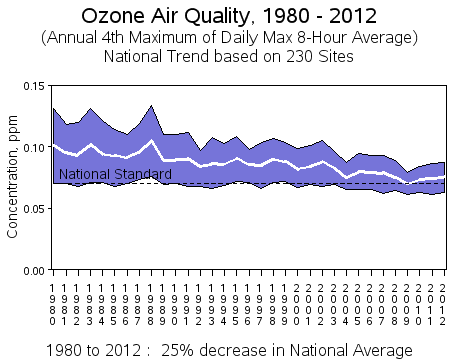 Ozone Air Quality, 1980 - 2012
(Annual 4th Maximum of Daily Max 8-Hour Average)
National Trend based on 230 Sites
Concentration, ppm
0.15
0.10
0.05
0.00
National Standard
1980 1981 1982 1983 1984 1985 1986 1987 1988 1989 1990 1991 1992 1993 1994 1995 1996 1997 1998 1999 2000 2001 2002 2003 2004 2005 2006 2007 2008 2009 2010 2011 2012
1980 to 2012 : 25% decrease in National Average